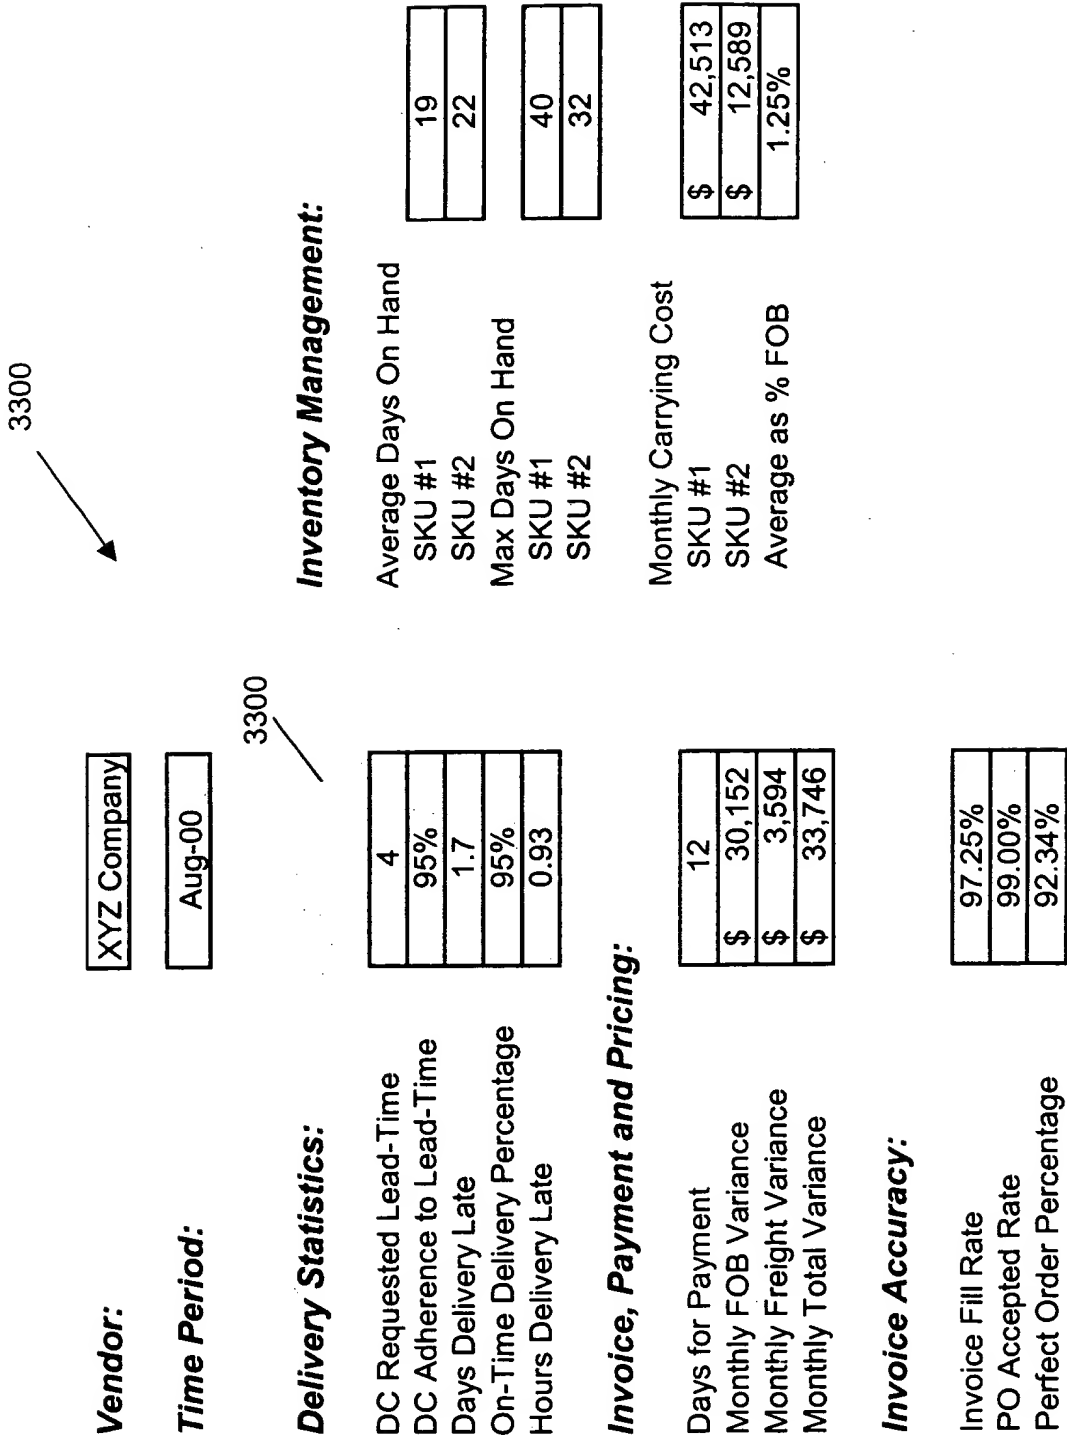 3300
Vendor: XYZ Company
Time Period: Aug-00
3300
Delivery Statistics:
DC Requested Lead-Time 4
DC Adherence to Lead-Time 95%
Days Delivery Late 1.7
On-Time Delivery Percentage 95%
Hours Delivery Late 0.93
Invoice, Payment and Pricing:
Days for Payment 12
Monthly FOB Variance $ 30,152
Monthly Freight Variance $ 3,594
Monthly Total Variance $ 33,746
Invoice Accuracy:
Invoice Fill Rate 97.25%
PO Accepted Rate 99.00%
Perfect Order Percentage 92.34%
Inventory Management:
Average Days On Hand
SKU #1 19
SKU #2 22
Max Days On Hand
SKU #1 40
SKU #2 32
Monthly Carrying Cost
SKU #1 $ 42,513
SKU #2 $ 12,589
Average as % FOB 1.25%